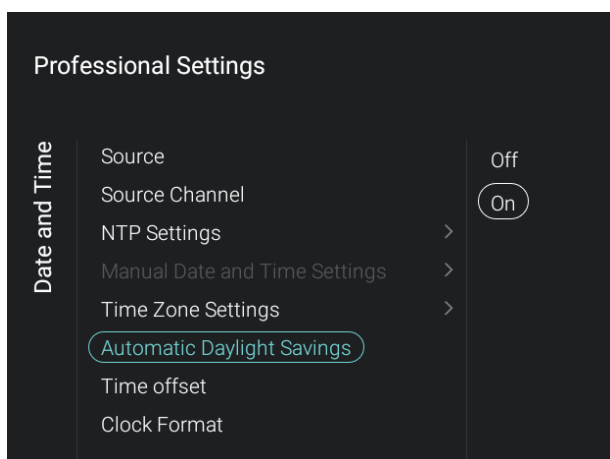 Professional Settings
Date and Time
Source
Source Channel
NTP Settings
Manual Date and Time Settings
Time Zone Settings
Automatic Daylight Savings
Time offset
Clock Format
Off
On